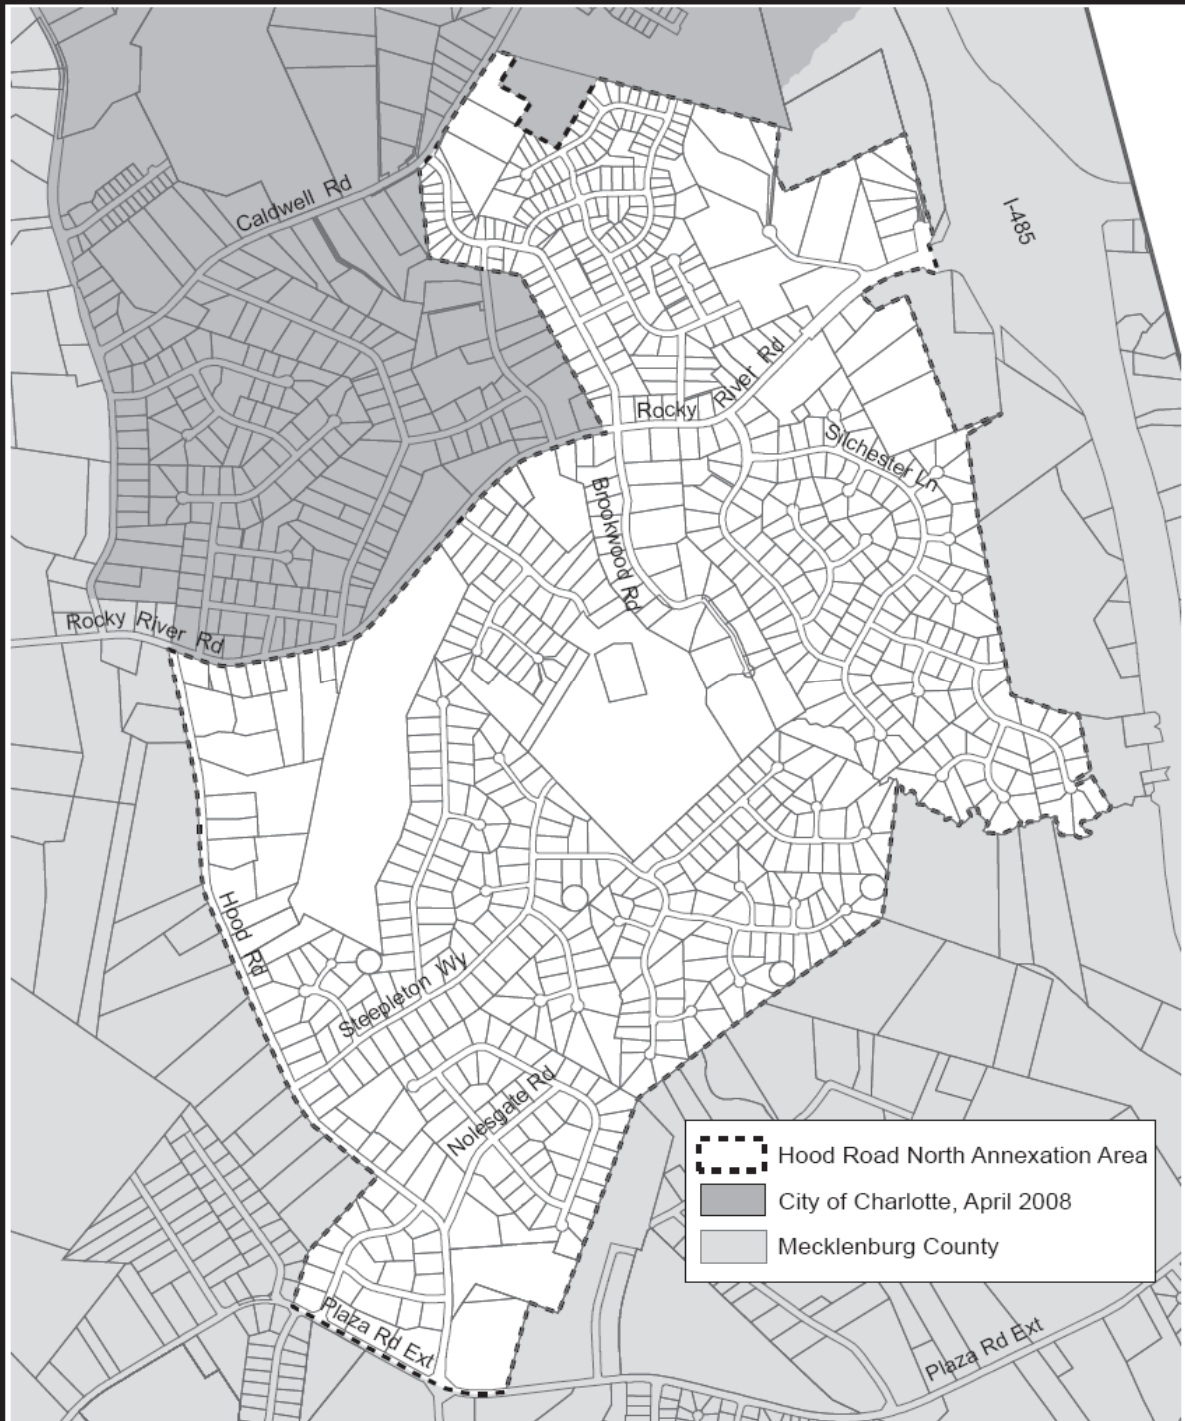 Caldwell Rd
I-485
Rocky River Rd
Silchester Ln
Brookwood Rd
Rocky River Rd
Hood Rd
Steepleton Wy
Nolesgate Rd
Hood Road North Annexation Area
City of Charlotte, April 2008
Mecklenburg County
Plaza Rd Ext
Plaza Rd Ext